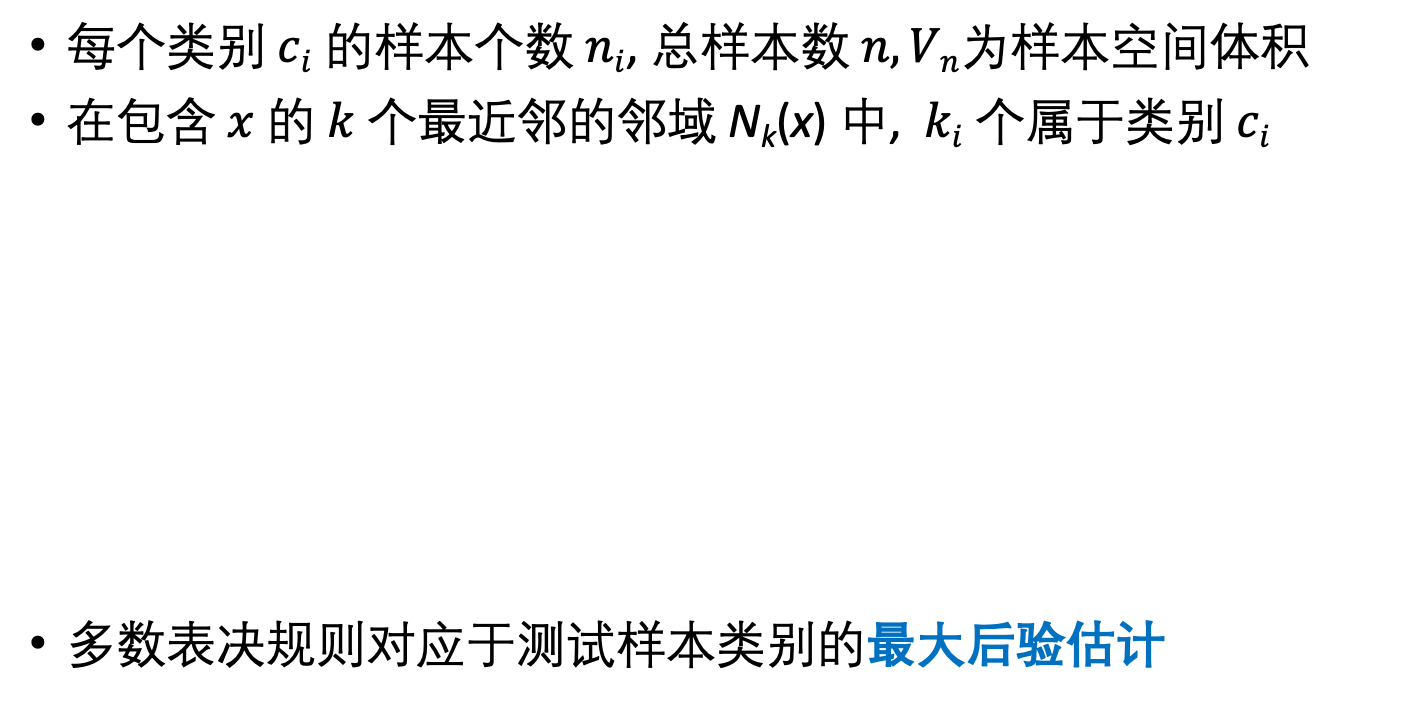 • 每个类别 𝑐ᵢ 的样本个数 𝑛ᵢ, 总样本数 𝑛, 𝑉ₙ为样本空间体积
• 在包含 𝑥 的 𝑘 个最近邻的邻域 Nₖ(x) 中, 𝑘ᵢ 个属于类别 𝑐ᵢ
• 多数表决规则对应于测试样本类别的最大后验估计